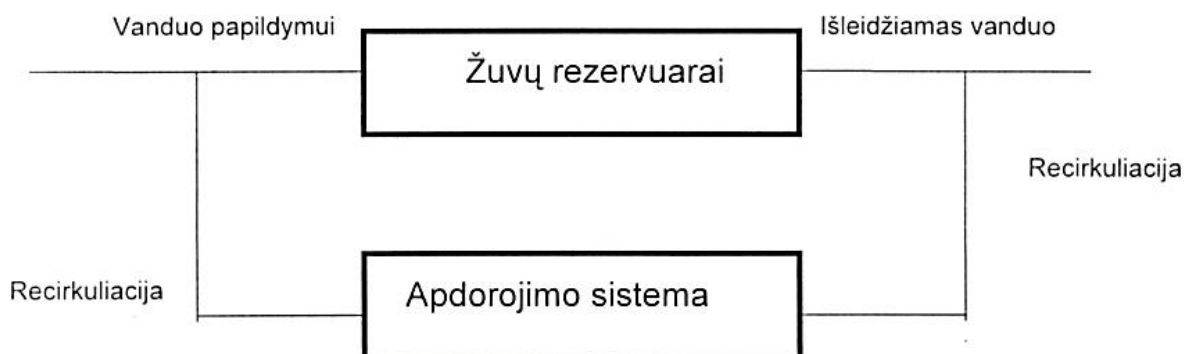 Vanduo papildymui
Išleidžiamas vanduo
Žuvų rezervuarai
Recirkuliacija
Recirkuliacija
Apdorojimo sistema